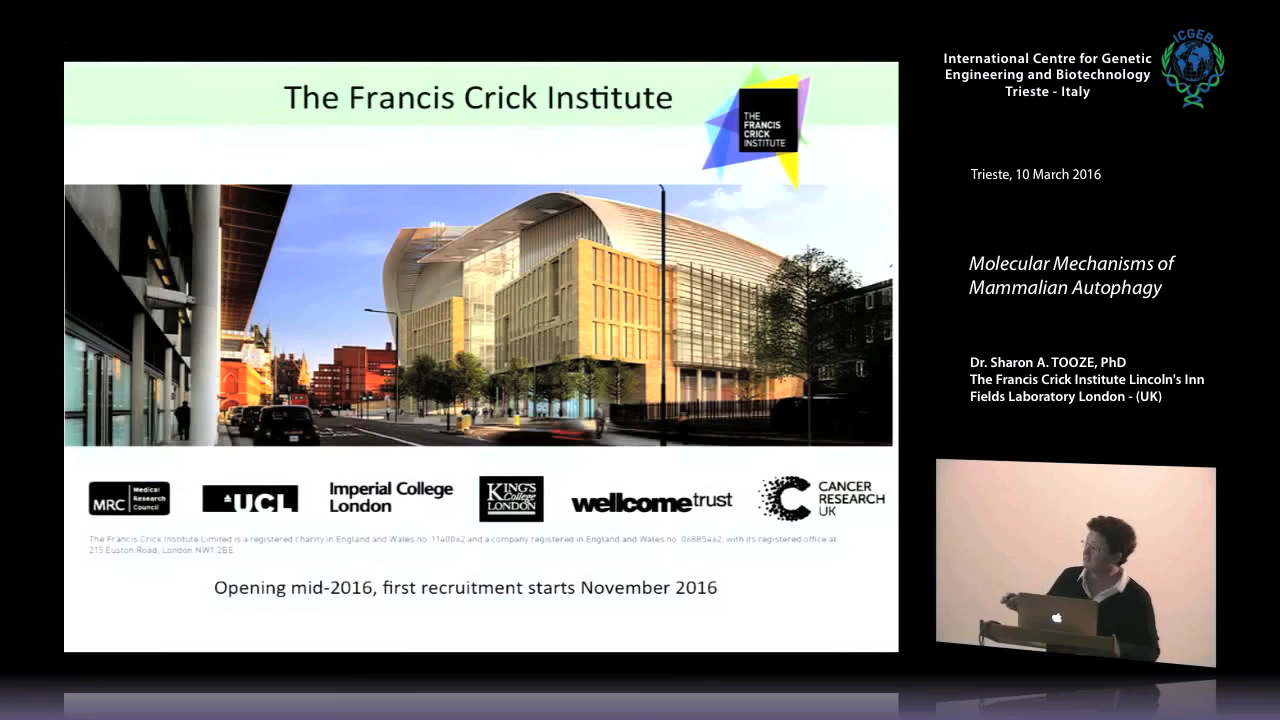 The Francis Crick Institute
THE
FRANCIS
CRICK
INSTITUTE
MRC
Medical
Research
Council
UCL
Imperial College
London
KING'S
College
LONDON
wellcometrust
CANCER
RESEARCH
UK
The Francis Crick Institute Limited is a registered charity in England and Wales no. 1140062 and a company registered in England and Wales no. 06885462, with its registered office at
215 Euston Road, London NW1 2BE.
Opening mid-2016, first recruitment starts November 2016
International Centre for Genetic
Engineering and Biotechnology
Trieste - Italy
ICGEB
Trieste, 10 March 2016
Molecular Mechanisms of
Mammalian Autophagy
Dr. Sharon A. TOOZE, PhD
The Francis Crick Institute Lincoln's Inn
Fields Laboratory London - (UK)